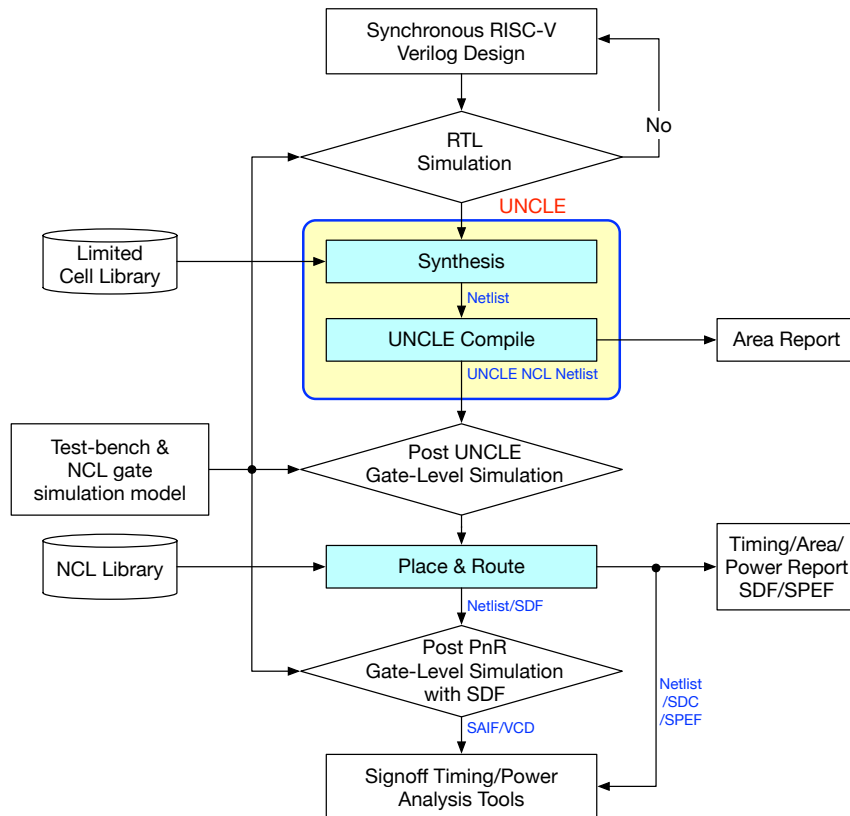 Synchronous RISC-V
Verilog Design
No
RTL
Simulation
UNCLE
Limited
Cell Library
Synthesis
Netlist
UNCLE Compile
Area Report
UNCLE NCL Netlist
Test-bench &
NCL gate
simulation model
Post UNCLE
Gate-Level Simulation
NCL Library
Place & Route
Timing/Area/
Power Report
SDF/SPEF
Netlist/SDF
Post PnR
Gate-Level Simulation
with SDF
Netlist
/SDC
/SPEF
SAIF/VCD
Signoff Timing/Power
Analysis Tools